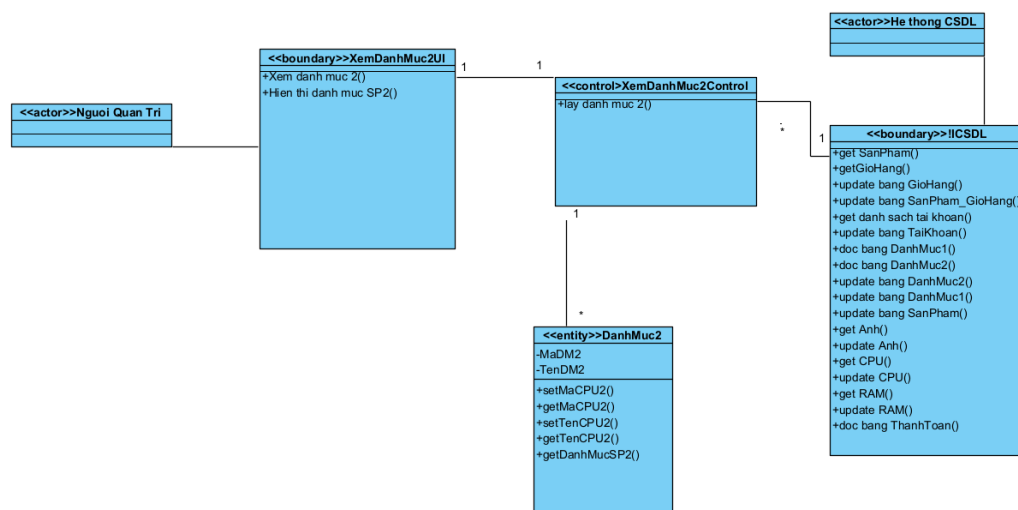 <<actor>>He thong CSDL
<<boundary>>XemDanhMuc2UI
+Xem danh muc 2()
+Hien thi danh muc SP2()
1
1
<<control>XemDanhMuc2Control
+lay danh muc 2()
<<actor>>Nguoi Quan Tri
*
1
<<boundary>>!ICSDL
+get SanPham()
+getGioHang()
+update bang GioHang()
+update bang SanPham_GioHang()
+get danh sach tai khoan()
+update bang TaiKhoan()
+doc bang DanhMuc1()
+doc bang DanhMuc2()
+update bang DanhMuc2()
+update bang DanhMuc1()
+update bang SanPham()
+get Anh()
+update Anh()
+get CPU()
+update CPU()
+get RAM()
+update RAM()
+doc bang ThanhToan()
1
*
<<entity>>DanhMuc2
-MaDM2
-TenDM2
+setMaCPU2()
+getMaCPU2()
+setTenCPU2()
+getTenCPU2()
+getDanhMucSP2()